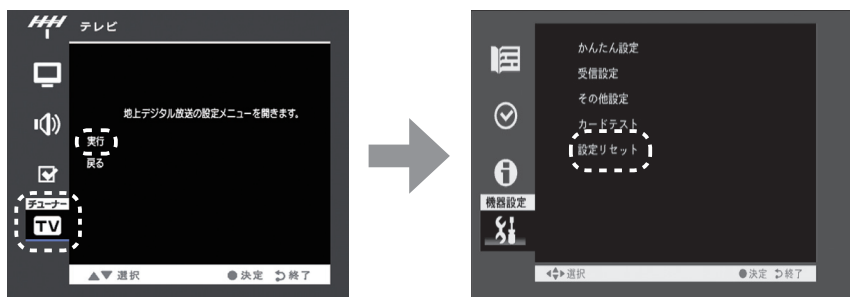 テレビ
地上デジタル放送の設定メニューを開きます。
実行
戻る
チューナー
TV
▲▼ 選択 ●決定 ⮌終了
かんたん設定
受信設定
その他設定
カードテスト
設定リセット
機器設定
選択 ●決定 ⮌終了